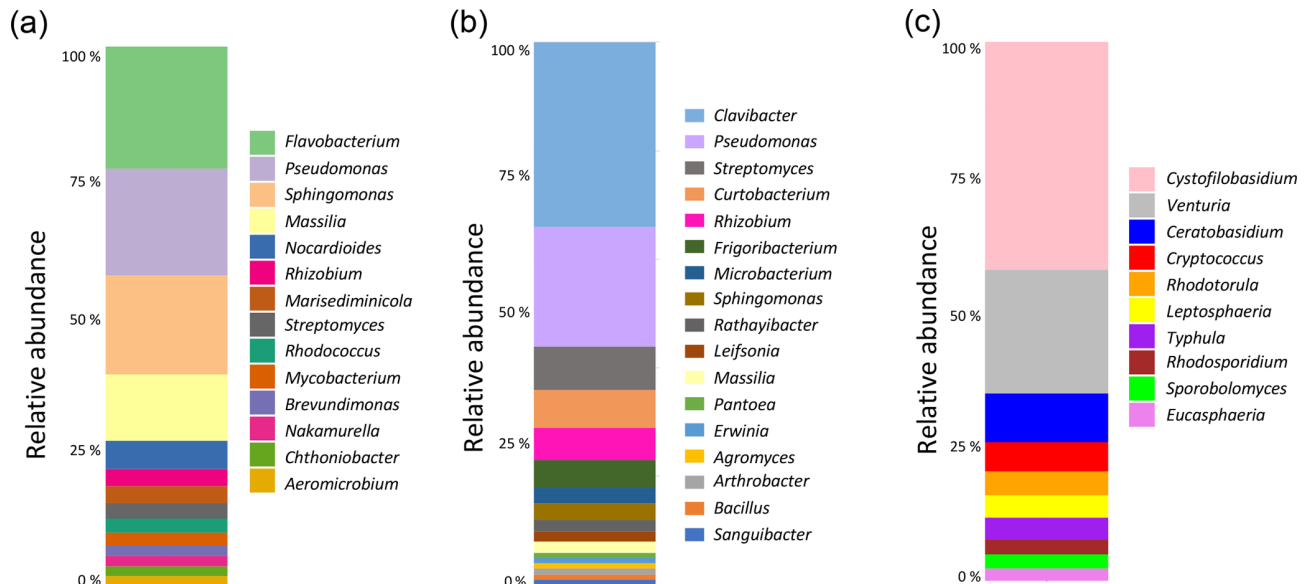 (a)
100 %
75 %
50 %
25 %
0 %
Relative abundance
Flavobacterium
Pseudomonas
Sphingomonas
Massilia
Nocardioides
Rhizobium
Marisediminicola
Streptomyces
Rhodococcus
Mycobacterium
Brevundimonas
Nakamurella
Chthoniobacter
Aeromicrobium
(b)
100 %
75 %
50 %
25 %
0 %
Relative abundance
Clavibacter
Pseudomonas
Streptomyces
Curtobacterium
Rhizobium
Frigoribacterium
Microbacterium
Sphingomonas
Rathayibacter
Leifsonia
Massilia
Pantoea
Erwinia
Agromyces
Arthrobacter
Bacillus
Sanguibacter
(c)
100 %
75 %
50 %
25 %
0 %
Relative abundance
Cystofilobasidium
Venturia
Ceratobasidium
Cryptococcus
Rhodotorula
Leptosphaeria
Typhula
Rhodosporidium
Sporobolomyces
Eucasphaeria